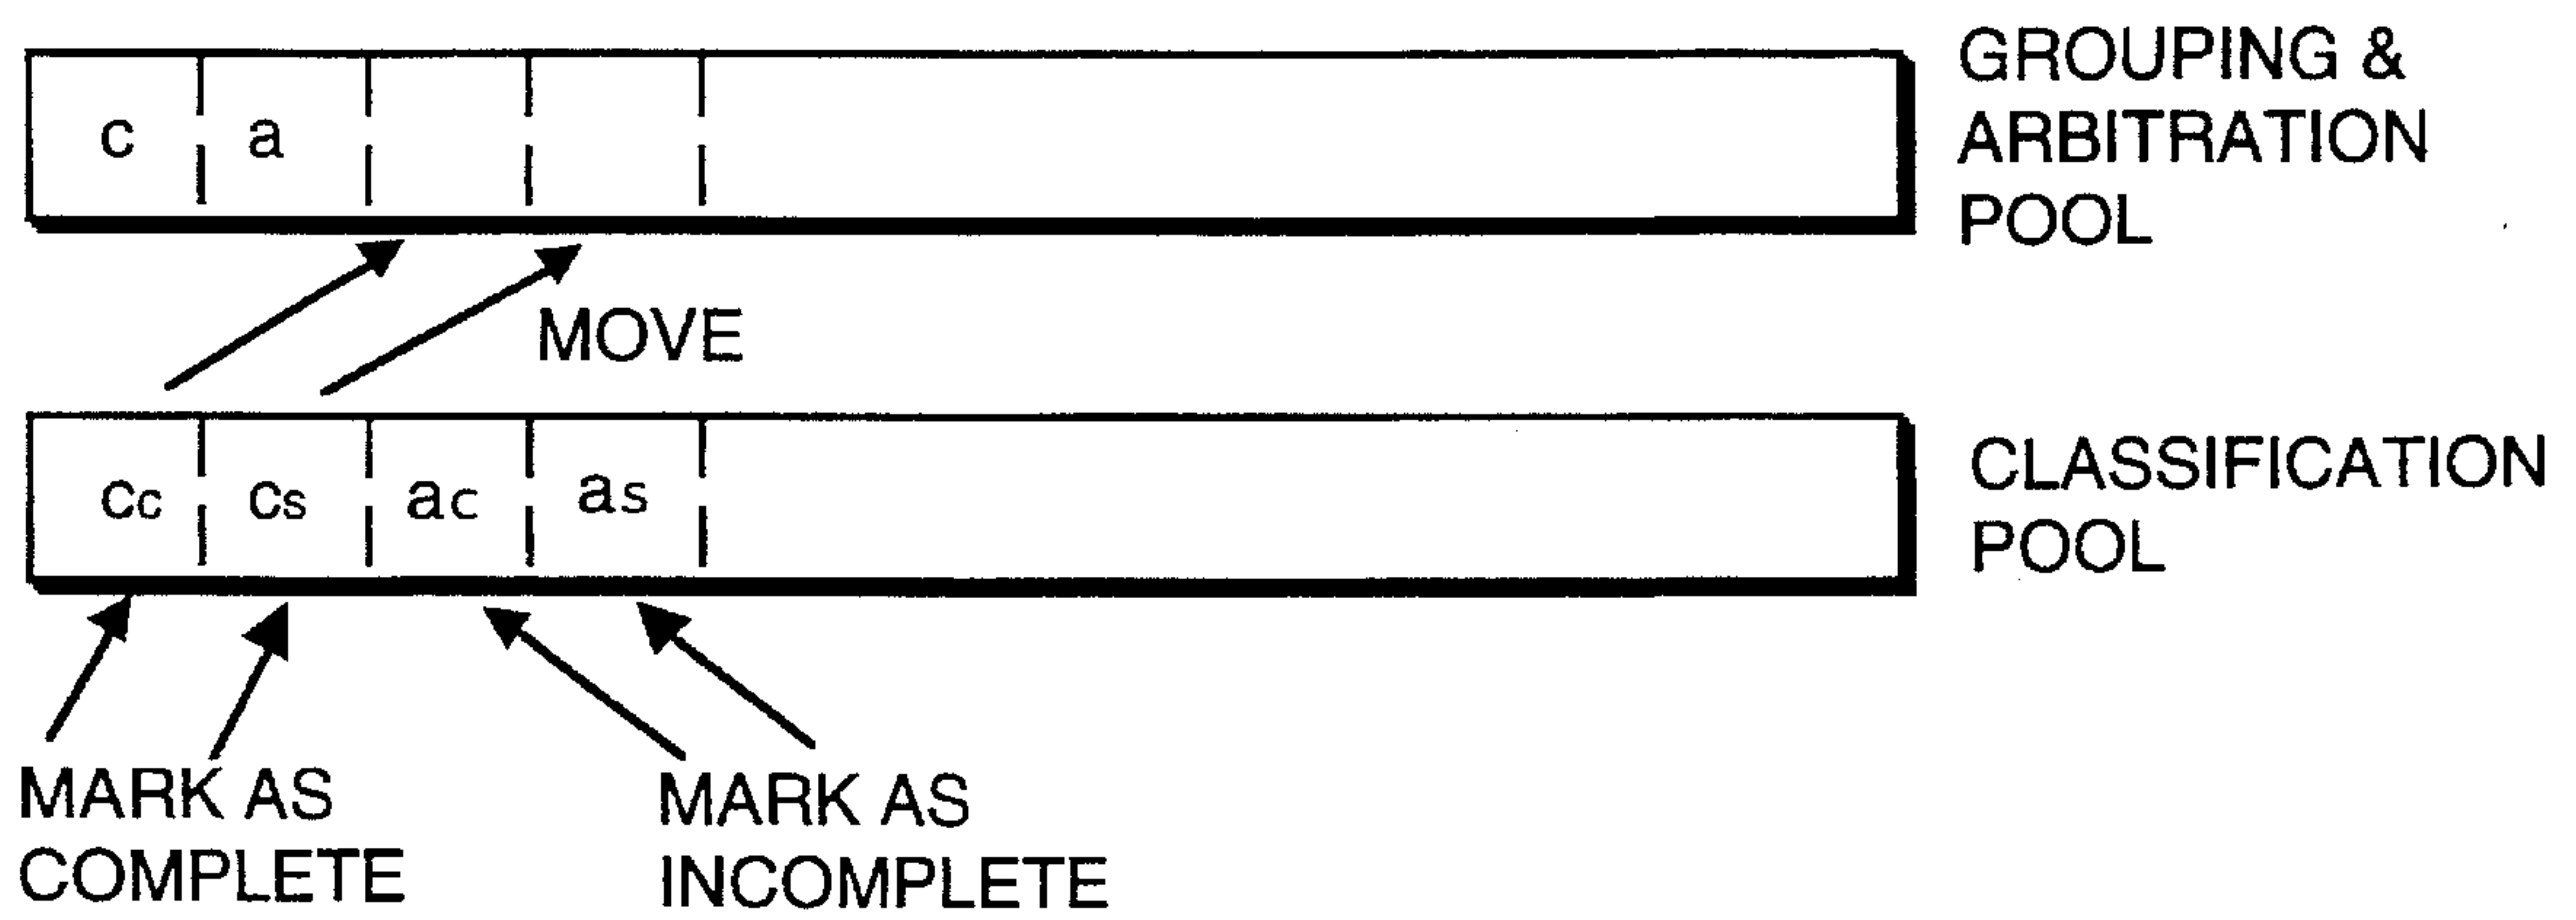 GROUPING &
ARBITRATION
POOL
c a
MOVE
CLASSIFICATION
POOL
cc cs ac as
MARK AS
COMPLETE
MARK AS
INCOMPLETE